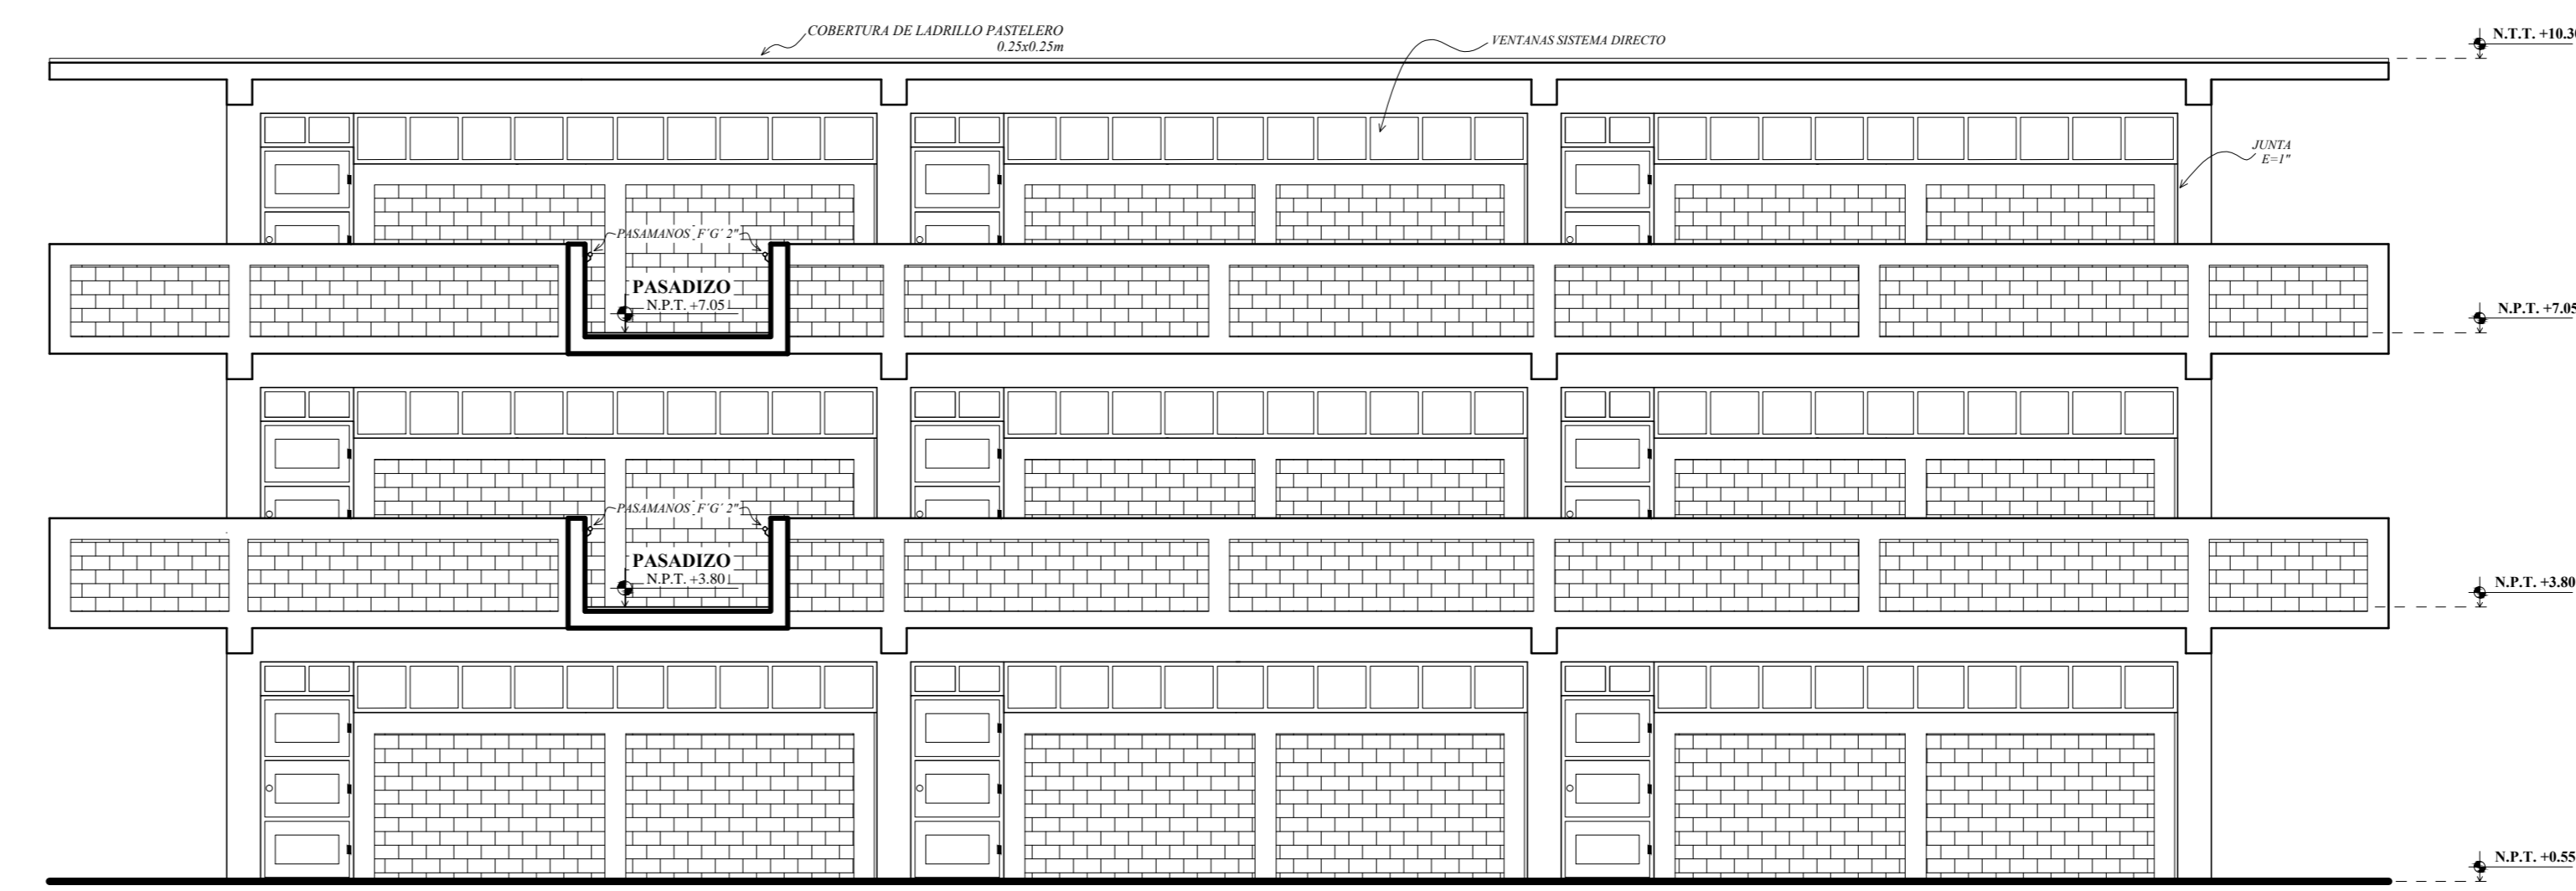 COBERTURA DE LADRILLO PASTELERO
0.25x0.25m
VENTANAS SISTEMA DIRECTO
N.T.T. +10.30
JUNTA
E=1"
PASAMANOS F´G´ 2"
PASADIZO
N.P.T. +7.05
N.P.T. +7.05
PASAMANOS F´G´ 2"
PASADIZO
N.P.T. +3.80
N.P.T. +3.80
N.P.T. +0.55